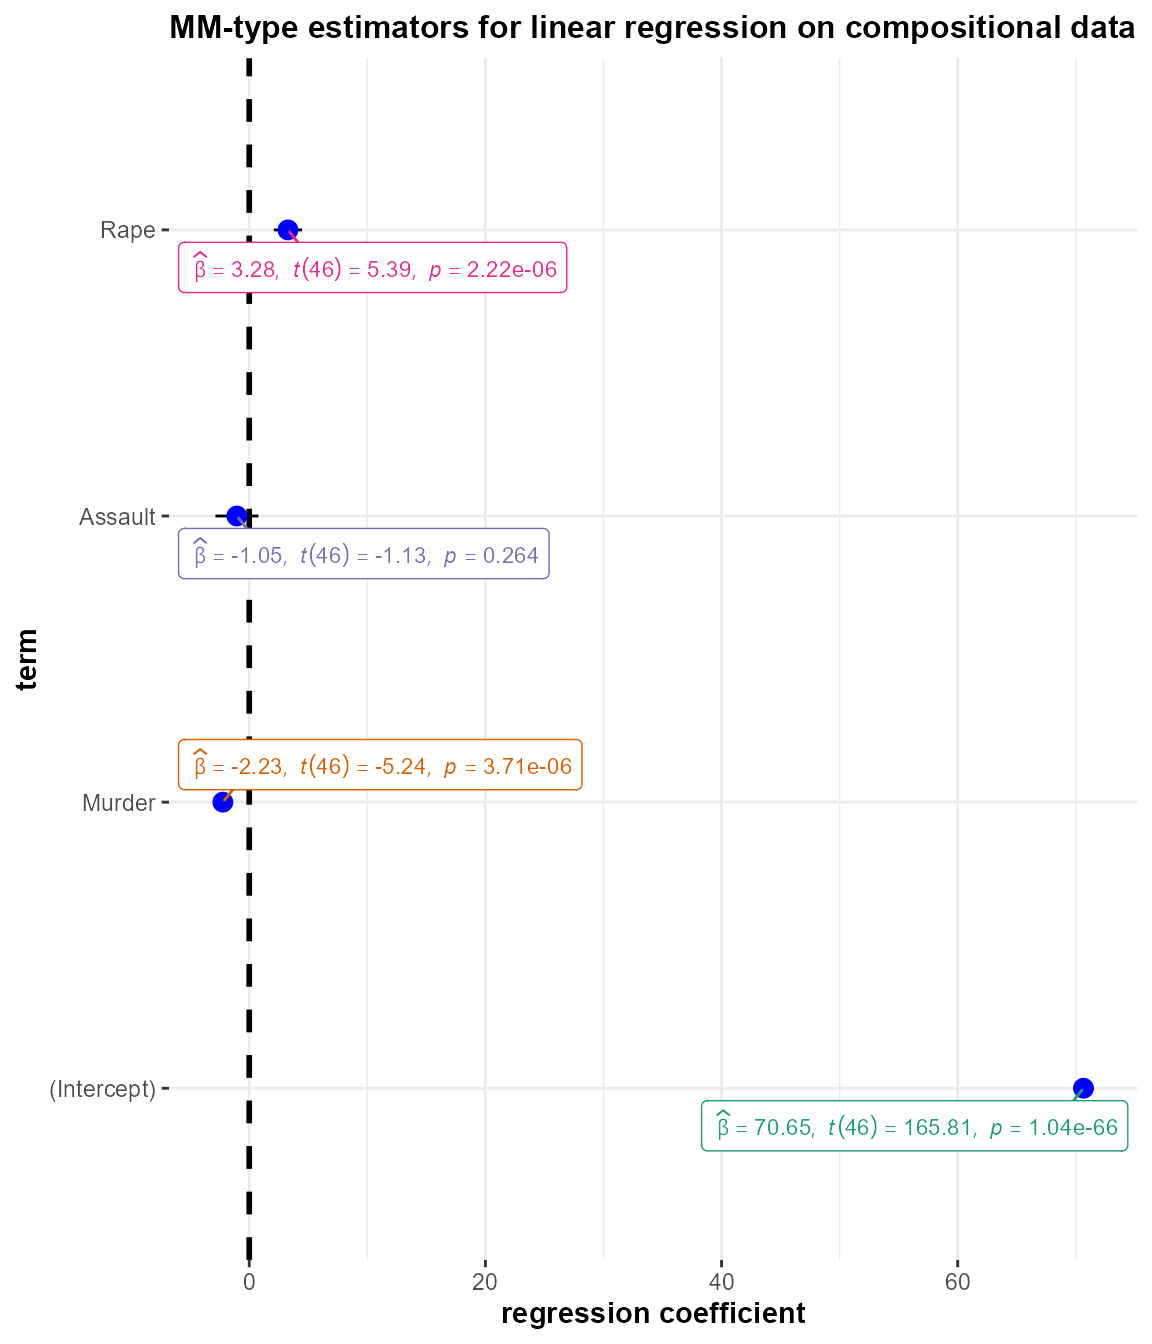 MM-type estimators for linear regression on compositional data
Rape
β̂ = 3.28, t(46) = 5.39, p = 2.22e-06
Assault
β̂ = -1.05, t(46) = -1.13, p = 0.264
term
β̂ = -2.23, t(46) = -5.24, p = 3.71e-06
Murder
(Intercept)
β̂ = 70.65, t(46) = 165.81, p = 1.04e-66
0 20 40 60
regression coefficient